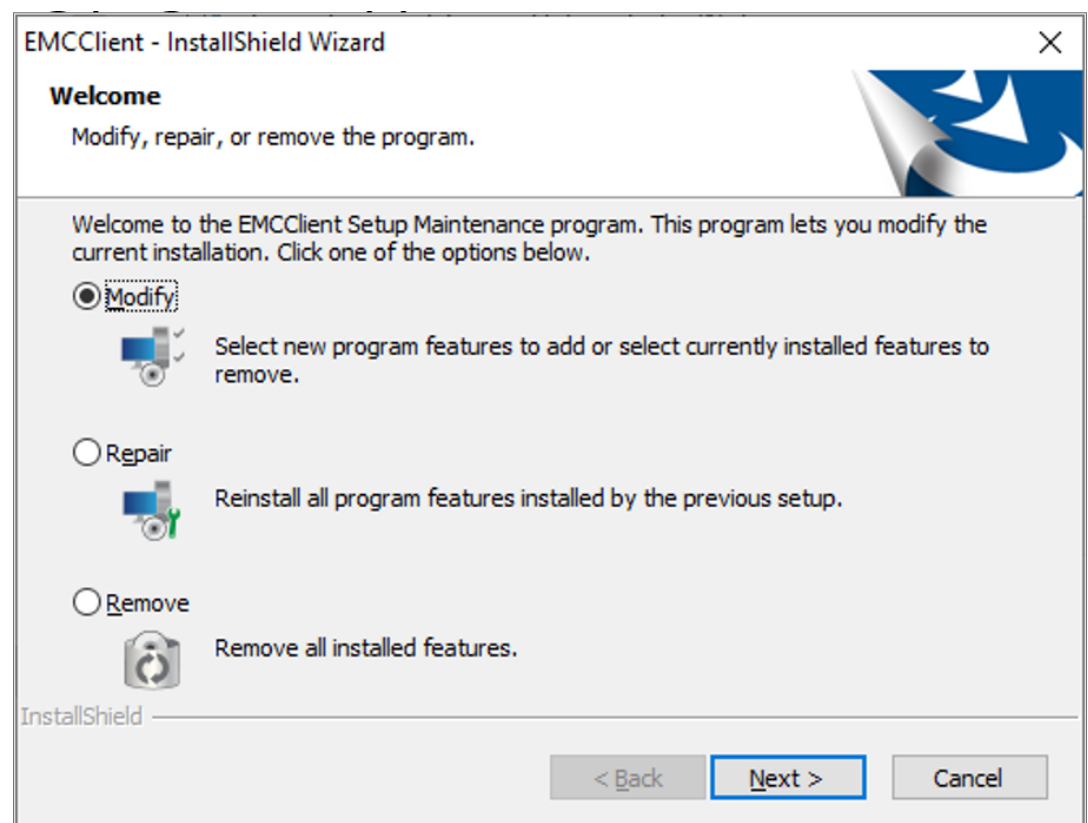 EMCClient - InstallShield Wizard
Welcome
Modify, repair, or remove the program.
Welcome to the EMCClient Setup Maintenance program. This program lets you modify the
current installation. Click one of the options below.
Modify
Select new program features to add or select currently installed features to
remove.
Repair
Reinstall all program features installed by the previous setup.
Remove
Remove all installed features.
InstallShield
< Back
Next >
Cancel